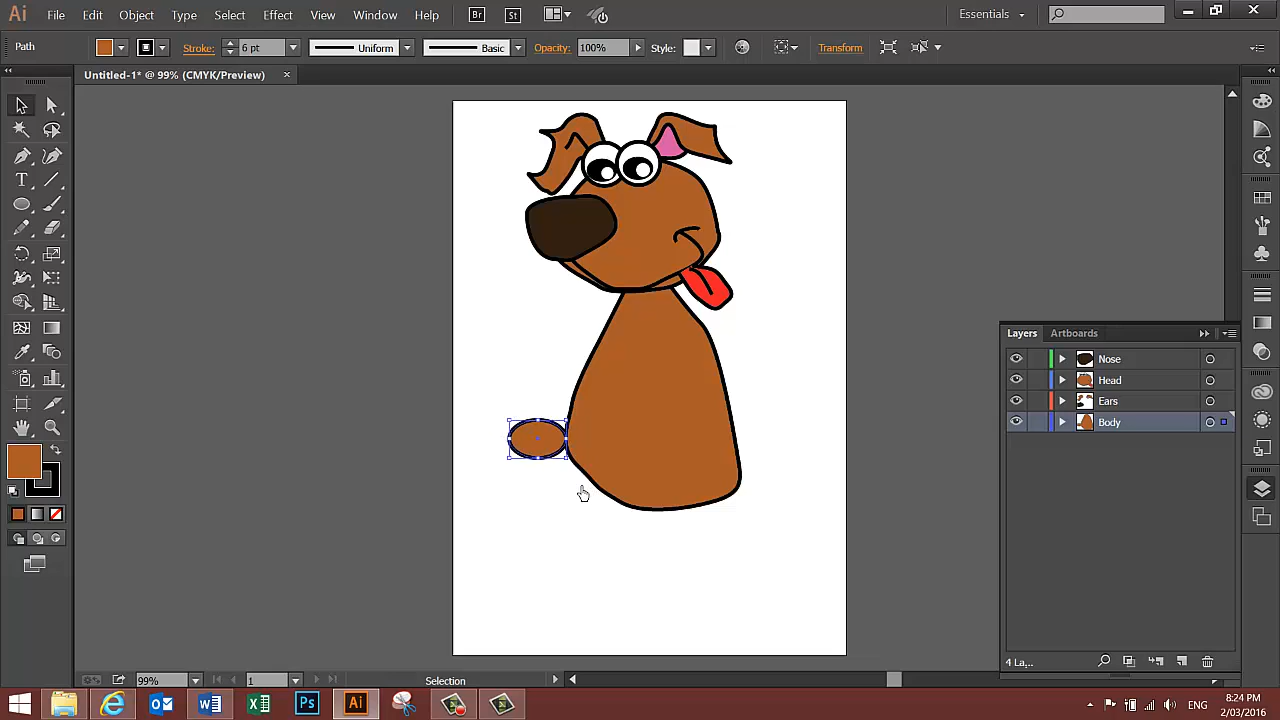 Ai File Edit Object Type Select Effect View Window Help Br St Essentials
Path Stroke: 6 pt Uniform Basic Opacity: 100% Style: Transform
Untitled-1* @ 99% (CMYK/Preview) ×
T
Layers Artboards
Nose
Head
Ears
Body
4 La...
99% 1 Selection
Ps Ai
8:24 PM
2/03/2016